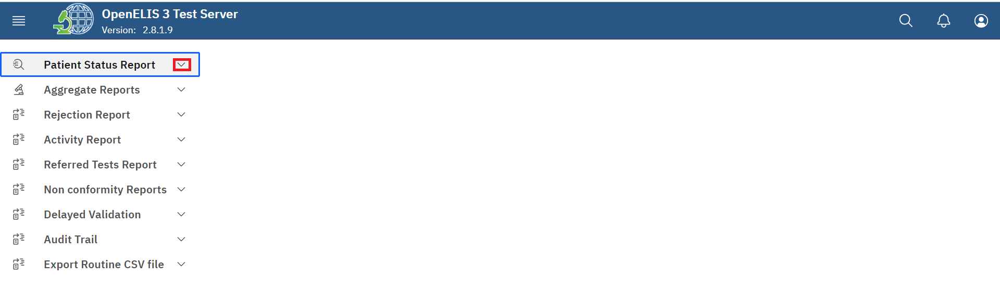 OpenELIS 3 Test Server
Version: 2.8.1.9
Patient Status Report
Aggregate Reports
Rejection Report
Activity Report
Referred Tests Report
Non conformity Reports
Delayed Validation
Audit Trail
Export Routine CSV file